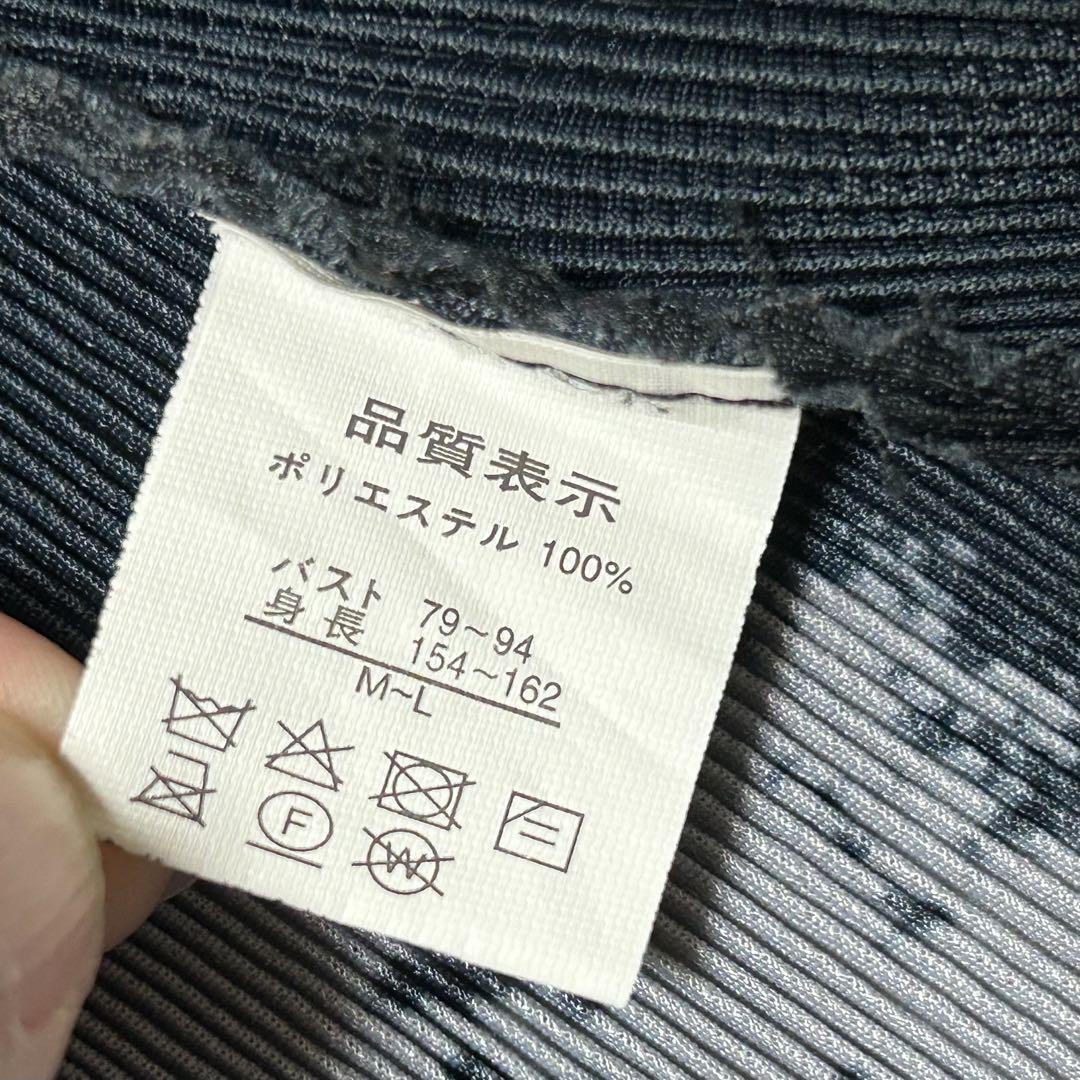 品質表示
ポリエステル 100%
バスト 79~94
身長 154~162
M~L
F
W